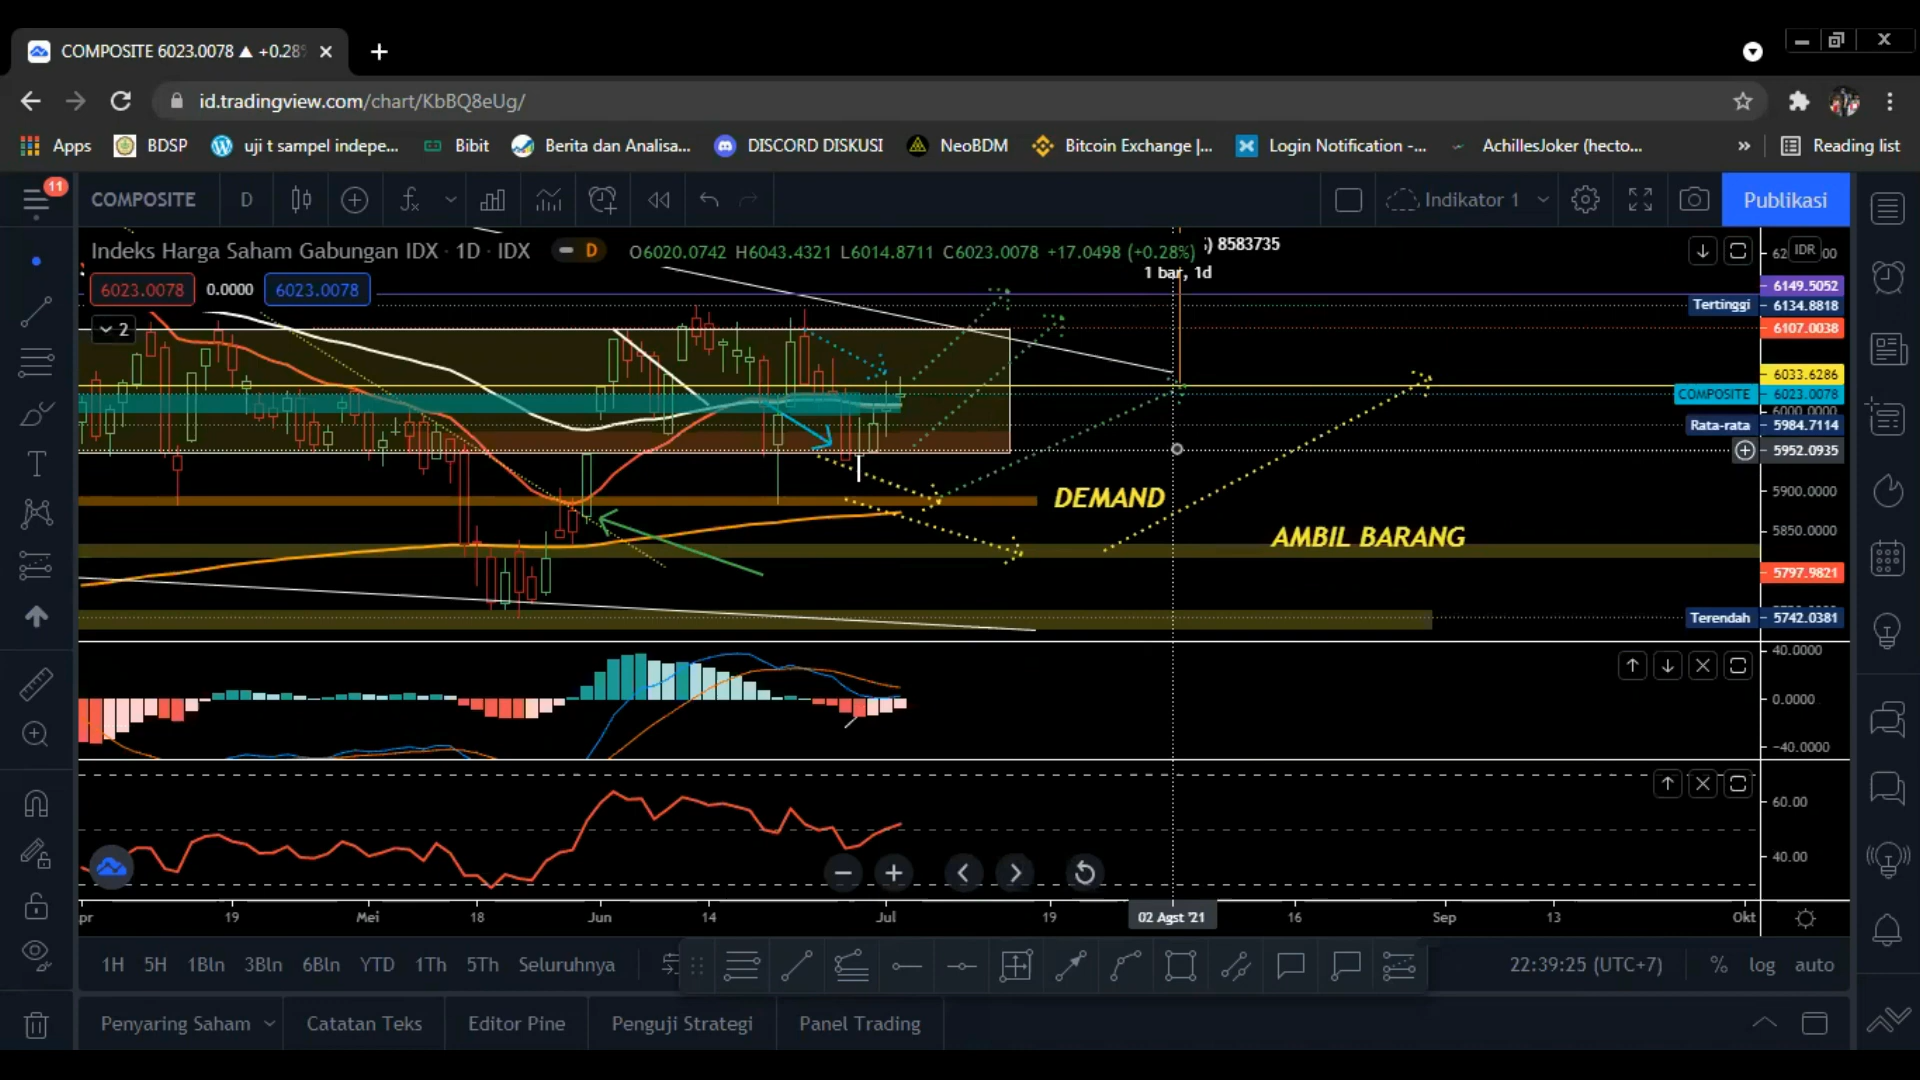 COMPOSITE 6023.0078 ▲ +0.28
id.tradingview.com/chart/KbBQ8eUg/
Apps BDSP uji t sampel indepe... Bibit Berita dan Analisa... DISCORD DISKUSI NeoBDM Bitcoin Exchange |... Login Notification -... AchillesJoker (hecto... » Reading list
11
COMPOSITE D Indikator 1 Publikasi
Indeks Harga Saham Gabungan IDX · 1D · IDX D O6020.0742 H6043.4321 L6014.8711 C6023.0078 +17.0498 (+0.28%) 8583735
IDR
1 bar, 1d
6023.0078 0.0000 6023.0078
6149.5052
Tertinggi 6134.8818
2
6107.0038
6033.6286
COMPOSITE 6023.0078
6000.0000
Rata-rata 5984.7114
5952.0935
DEMAND
5900.0000
AMBIL BARANG
5850.0000
5797.9821
Terendah 5742.0381
40.0000
0.0000
−40.0000
60.00
40.00
pr 19 Mei 18 Jun 14 Jul 19 02 Agst '21 16 Sep 13 Okt
1H 5H 1Bln 3Bln 6Bln YTD 1Th 5Th Seluruhnya 22:39:25 (UTC+7) % log auto
Penyaring Saham Catatan Teks Editor Pine Penguji Strategi Panel Trading